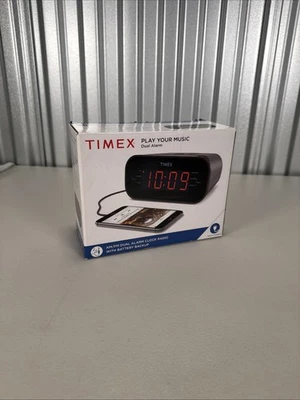 TIMEX PLAY YOUR MUSIC
Dual Alarm
TIMEX
10:09
AM/FM DUAL ALARM CLOCK RADIO
WITH BATTERY BACKUP